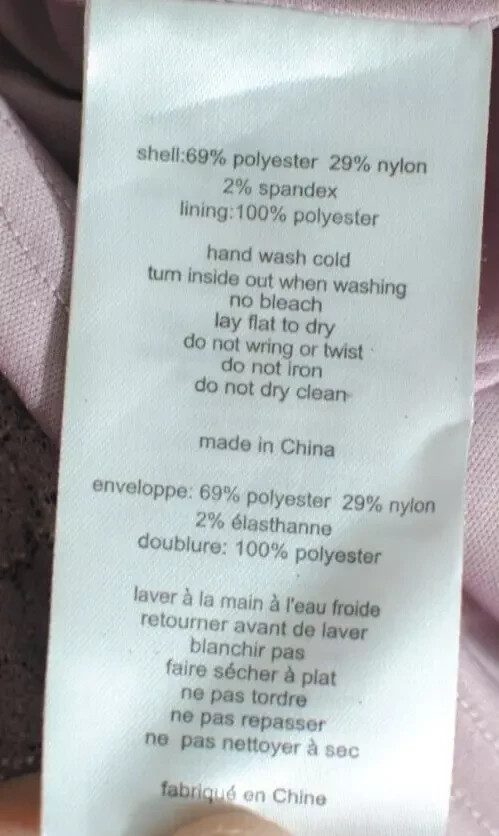 shell:69% polyester 29% nylon
2% spandex
lining:100% polyester
hand wash cold
turn inside out when washing
no bleach
lay flat to dry
do not wring or twist
do not iron
do not dry clean
made in China
enveloppe: 69% polyester 29% nylon
2% élasthanne
doublure: 100% polyester
laver à la main à l'eau froide
retourner avant de laver
blanchir pas
faire sécher à plat
ne pas tordre
ne pas repasser
ne pas nettoyer à sec
fabriqué en Chine